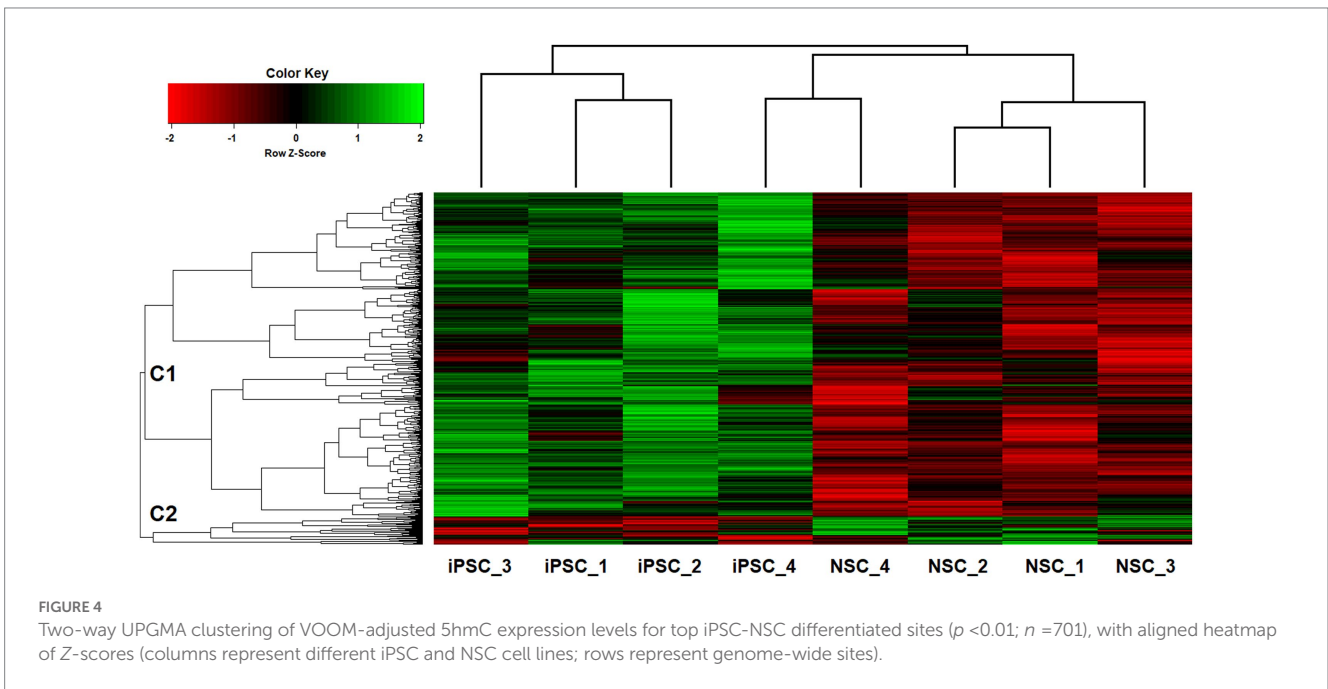 Color Key
-2 -1 0 1 2
Row Z-Score
C1
C2
iPSC_3 iPSC_1 iPSC_2 iPSC_4 NSC_4 NSC_2 NSC_1 NSC_3
FIGURE 4
Two-way UPGMA clustering of VOOM-adjusted 5hmC expression levels for top iPSC-NSC differentiated sites (p <0.01; n =701), with aligned heatmap
of Z-scores (columns represent different iPSC and NSC cell lines; rows represent genome-wide sites).